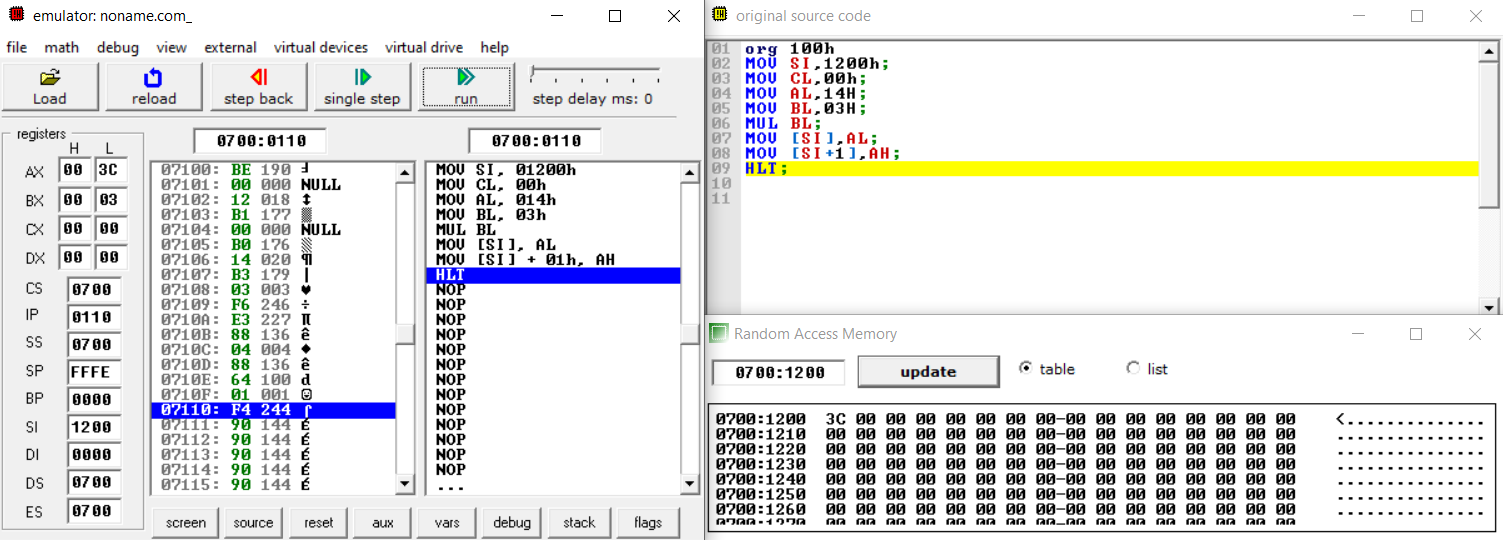 emulator: noname.com_
file math debug view external virtual devices virtual drive help
Load reload step back single step run step delay ms: 0
registers
H L
AX 00 3C
BX 00 03
CX 00 00
DX 00 00
CS 0700
IP 0110
SS 0700
SP FFFE
BP 0000
SI 1200
DI 0000
DS 0700
ES 0700
0700:0110
07100: BE 190 ╛
07101: 00 000 NULL
07102: 12 018 ↕
07103: B1 177 ▒
07104: 00 000 NULL
07105: B0 176 ░
07106: 14 020 ¶
07107: B3 179 │
07108: 03 003 ♥
07109: F6 246 ÷
0710A: E3 227 π
0710B: 88 136 ê
0710C: 04 004 ♦
0710D: 88 136 ê
0710E: 64 100 d
0710F: 01 001 ☺
07110: F4 244 ⌠
07111: 90 144 É
07112: 90 144 É
07113: 90 144 É
07114: 90 144 É
07115: 90 144 É
0700:0110
MOV SI, 01200h
MOV CL, 00h
MOV AL, 014h
MOV BL, 03h
MUL BL
MOV [SI], AL
MOV [SI] + 01h, AH
HLT
NOP
NOP
NOP
NOP
NOP
NOP
NOP
NOP
NOP
NOP
NOP
NOP
NOP
...
screen source reset aux vars debug stack flags
original source code
01 org 100h
02 MOV SI,1200h;
03 MOV CL,00h;
04 MOV AL,14H;
05 MOV BL,03H;
06 MUL BL;
07 MOV [SI],AL;
08 MOV [SI+1],AH;
09 HLT;
10
11
Random Access Memory
0700:1200 update table list
0700:1200 3C 00 00 00 00 00 00 00-00 00 00 00 00 00 00 00 <...............
0700:1210 00 00 00 00 00 00 00 00-00 00 00 00 00 00 00 00 ................
0700:1220 00 00 00 00 00 00 00 00-00 00 00 00 00 00 00 00 ................
0700:1230 00 00 00 00 00 00 00 00-00 00 00 00 00 00 00 00 ................
0700:1240 00 00 00 00 00 00 00 00-00 00 00 00 00 00 00 00 ................
0700:1250 00 00 00 00 00 00 00 00-00 00 00 00 00 00 00 00 ................
0700:1260 00 00 00 00 00 00 00 00-00 00 00 00 00 00 00 00 ................
0700:1270 00 00 00 00 00 00 00 00-00 00 00 00 00 00 00 00